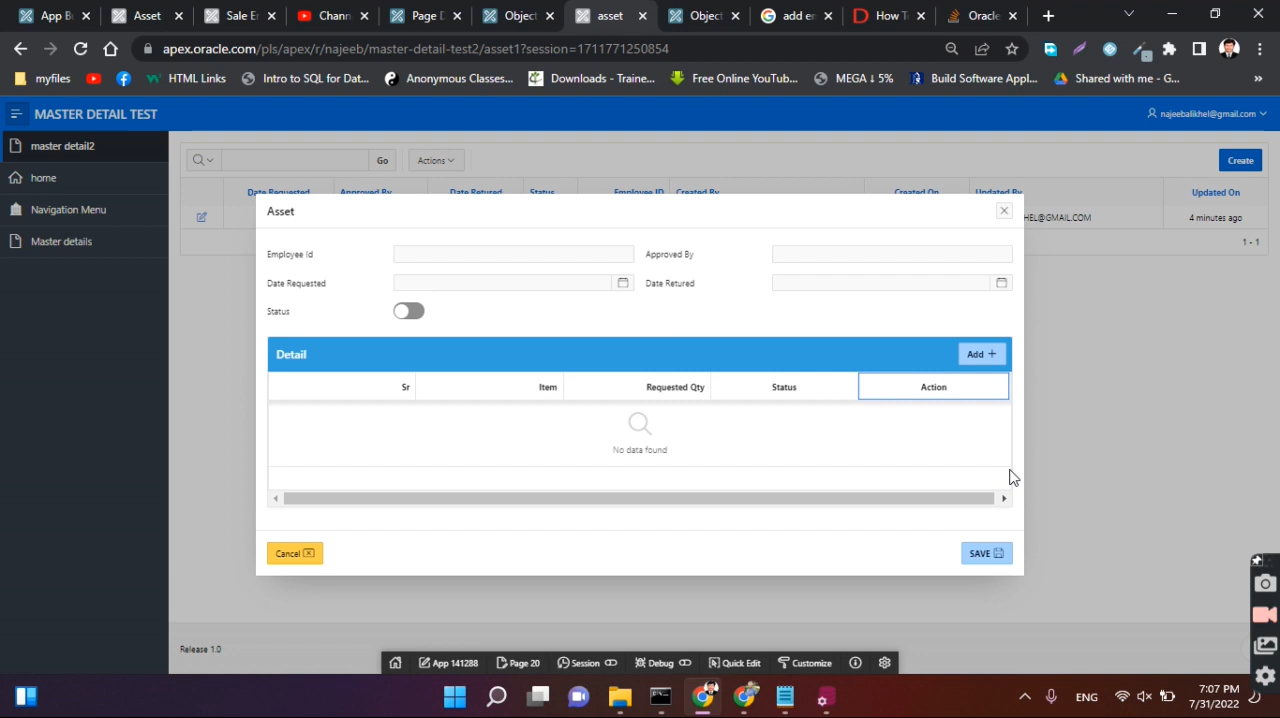 App Bu
Asset
Sale En
Chann
Page D
Object
asset
Object
add en
How To
Oracle
apex.oracle.com/pls/apex/r/najeeb/master-detail-test2/asset1?session=1711771250854
myfiles
HTML Links
Intro to SQL for Dat...
Anonymous Classes...
Downloads - Traine...
Free Online YouTub...
MEGA ⇓ 5%
Build Software Appl...
Shared with me - G...
»
MASTER DETAIL TEST
najeebalikhel@gmail.com
master detail2
home
Navigation Menu
Master details
Go
Actions
Create
Date Requested
Approved By
Date Retured
Status
Employee ID
Created By
Created On
Updated By
Updated On
HEL@GMAIL.COM
4 minutes ago
1 - 1
Asset
Employee Id
Approved By
Date Requested
Date Retured
Status
Detail
Add +
Sr
Item
Requested Qty
Status
Action
No data found
Cancel
SAVE
Release 1.0
App 141288
Page 20
Session
Debug
Quick Edit
Customize
ENG
7:07 PM
7/31/2022